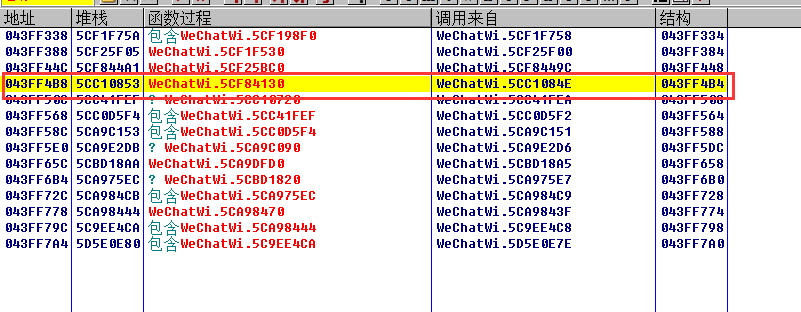 地址 堆栈 函数过程 调用来自 结构
043FF338 5CF1F75A 包含WeChatWi.5CF198F0 WeChatWi.5CF1F758 043FF334
043FF388 5CF25F05 WeChatWi.5CF1F530 WeChatWi.5CF25F00 043FF384
043FF44C 5CF844A1 WeChatWi.5CF25BC0 WeChatWi.5CF8449C 043FF448
043FF4B8 5CC10853 WeChatWi.5CF84130 WeChatWi.5CC1084E 043FF4B4
5CC41FEF ? WeChatWi.5CC10720 WeChatWi.5CC41FEA
043FF568 5CC0D5F4 包含WeChatWi.5CC41FEF WeChatWi.5CC0D5F2 043FF564
043FF58C 5CA9C153 包含WeChatWi.5CC0D5F4 WeChatWi.5CA9C151 043FF588
043FF5E0 5CA9E2DB ? WeChatWi.5CA9C090 WeChatWi.5CA9E2D6 043FF5DC
043FF65C 5CBD18AA WeChatWi.5CA9DFD0 WeChatWi.5CBD18A5 043FF658
043FF6B4 5CA975EC ? WeChatWi.5CBD1820 WeChatWi.5CA975E7 043FF6B0
043FF72C 5CA984CB 包含WeChatWi.5CA975EC WeChatWi.5CA984C9 043FF728
043FF778 5CA98444 WeChatWi.5CA98470 WeChatWi.5CA9843F 043FF774
043FF79C 5C9EE4CA 包含WeChatWi.5CA98444 WeChatWi.5C9EE4C8 043FF798
043FF7A4 5D5E0E80 包含WeChatWi.5C9EE4CA WeChatWi.5D5E0E7E 043FF7A0